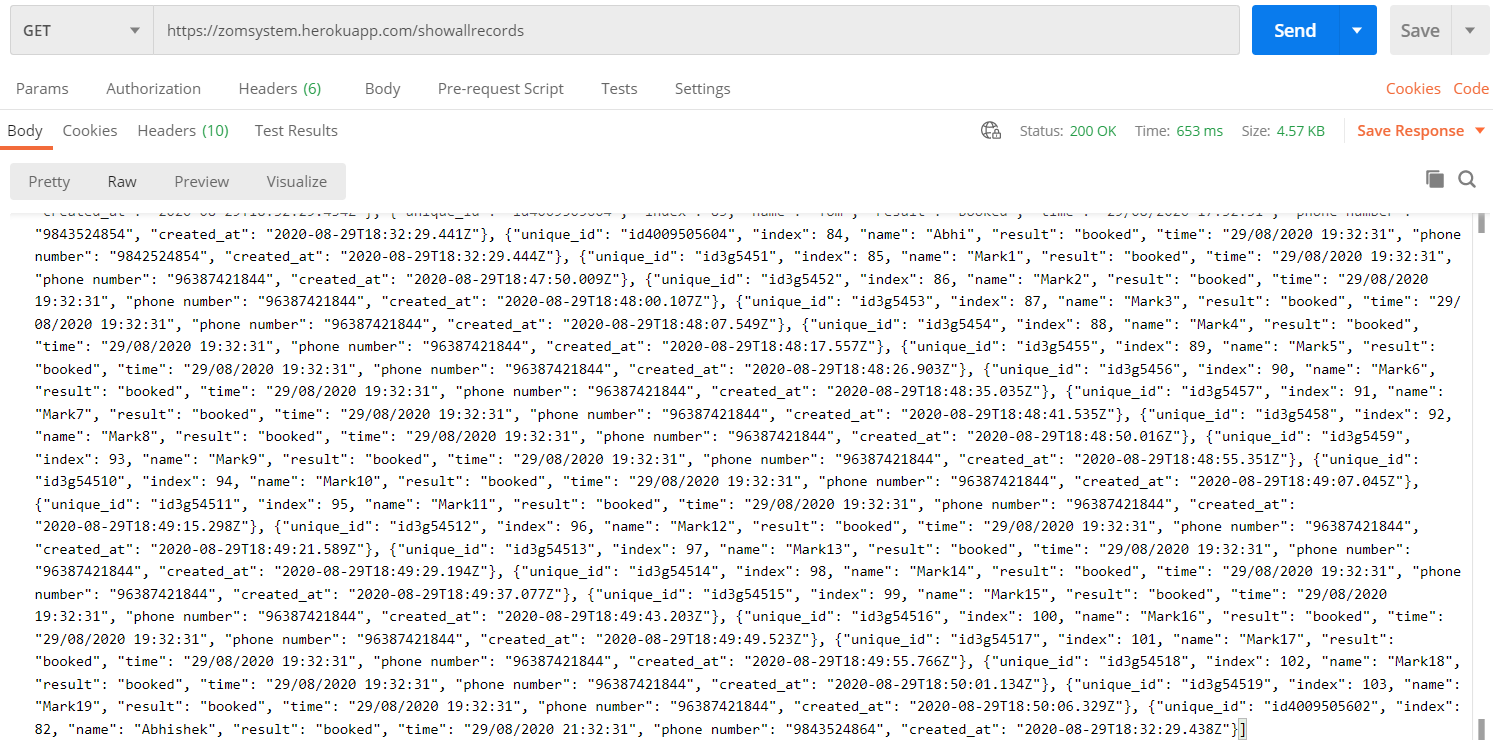 GET
https://zomsystem.herokuapp.com/showallrecords
Send
Save
Params Authorization Headers (6) Body Pre-request Script Tests Settings Cookies Code
Body Cookies Headers (10) Test Results Status: 200 OK Time: 653 ms Size: 4.57 KB Save Response
Pretty Raw Preview Visualize
"9843524854", "created_at": "2020-08-29T18:32:29.441Z"}, {"unique_id": "id4009505604", "index": 84, "name": "Abhi", "result": "booked", "time": "29/08/2020 19:32:31", "phone
number": "9842524854", "created_at": "2020-08-29T18:32:29.444Z"}, {"unique_id": "id3g5451", "index": 85, "name": "Mark1", "result": "booked", "time": "29/08/2020 19:32:31",
"phone number": "96387421844", "created_at": "2020-08-29T18:47:50.009Z"}, {"unique_id": "id3g5452", "index": 86, "name": "Mark2", "result": "booked", "time": "29/08/2020
19:32:31", "phone number": "96387421844", "created_at": "2020-08-29T18:48:00.107Z"}, {"unique_id": "id3g5453", "index": 87, "name": "Mark3", "result": "booked", "time": "29/
08/2020 19:32:31", "phone number": "96387421844", "created_at": "2020-08-29T18:48:07.549Z"}, {"unique_id": "id3g5454", "index": 88, "name": "Mark4", "result": "booked",
"time": "29/08/2020 19:32:31", "phone number": "96387421844", "created_at": "2020-08-29T18:48:17.557Z"}, {"unique_id": "id3g5455", "index": 89, "name": "Mark5", "result":
"booked", "time": "29/08/2020 19:32:31", "phone number": "96387421844", "created_at": "2020-08-29T18:48:26.903Z"}, {"unique_id": "id3g5456", "index": 90, "name": "Mark6",
"result": "booked", "time": "29/08/2020 19:32:31", "phone number": "96387421844", "created_at": "2020-08-29T18:48:35.035Z"}, {"unique_id": "id3g5457", "index": 91, "name":
"Mark7", "result": "booked", "time": "29/08/2020 19:32:31", "phone number": "96387421844", "created_at": "2020-08-29T18:48:41.535Z"}, {"unique_id": "id3g5458", "index": 92,
"name": "Mark8", "result": "booked", "time": "29/08/2020 19:32:31", "phone number": "96387421844", "created_at": "2020-08-29T18:48:50.016Z"}, {"unique_id": "id3g5459",
"index": 93, "name": "Mark9", "result": "booked", "time": "29/08/2020 19:32:31", "phone number": "96387421844", "created_at": "2020-08-29T18:48:55.351Z"}, {"unique_id":
"id3g54510", "index": 94, "name": "Mark10", "result": "booked", "time": "29/08/2020 19:32:31", "phone number": "96387421844", "created_at": "2020-08-29T18:49:07.045Z"},
{"unique_id": "id3g54511", "index": 95, "name": "Mark11", "result": "booked", "time": "29/08/2020 19:32:31", "phone number": "96387421844", "created_at":
"2020-08-29T18:49:15.298Z"}, {"unique_id": "id3g54512", "index": 96, "name": "Mark12", "result": "booked", "time": "29/08/2020 19:32:31", "phone number": "96387421844",
"created_at": "2020-08-29T18:49:21.589Z"}, {"unique_id": "id3g54513", "index": 97, "name": "Mark13", "result": "booked", "time": "29/08/2020 19:32:31", "phone number":
"96387421844", "created_at": "2020-08-29T18:49:29.194Z"}, {"unique_id": "id3g54514", "index": 98, "name": "Mark14", "result": "booked", "time": "29/08/2020 19:32:31", "phone
number": "96387421844", "created_at": "2020-08-29T18:49:37.077Z"}, {"unique_id": "id3g54515", "index": 99, "name": "Mark15", "result": "booked", "time": "29/08/2020
19:32:31", "phone number": "96387421844", "created_at": "2020-08-29T18:49:43.203Z"}, {"unique_id": "id3g54516", "index": 100, "name": "Mark16", "result": "booked", "time":
"29/08/2020 19:32:31", "phone number": "96387421844", "created_at": "2020-08-29T18:49:49.523Z"}, {"unique_id": "id3g54517", "index": 101, "name": "Mark17", "result":
"booked", "time": "29/08/2020 19:32:31", "phone number": "96387421844", "created_at": "2020-08-29T18:49:55.766Z"}, {"unique_id": "id3g54518", "index": 102, "name": "Mark18",
"result": "booked", "time": "29/08/2020 19:32:31", "phone number": "96387421844", "created_at": "2020-08-29T18:50:01.134Z"}, {"unique_id": "id3g54519", "index": 103, "name":
"Mark19", "result": "booked", "time": "29/08/2020 19:32:31", "phone number": "96387421844", "created_at": "2020-08-29T18:50:06.329Z"}, {"unique_id": "id4009505602", "index":
82, "name": "Abhishek", "result": "booked", "time": "29/08/2020 21:32:31", "phone number": "9843524864", "created_at": "2020-08-29T18:32:29.438Z"}]